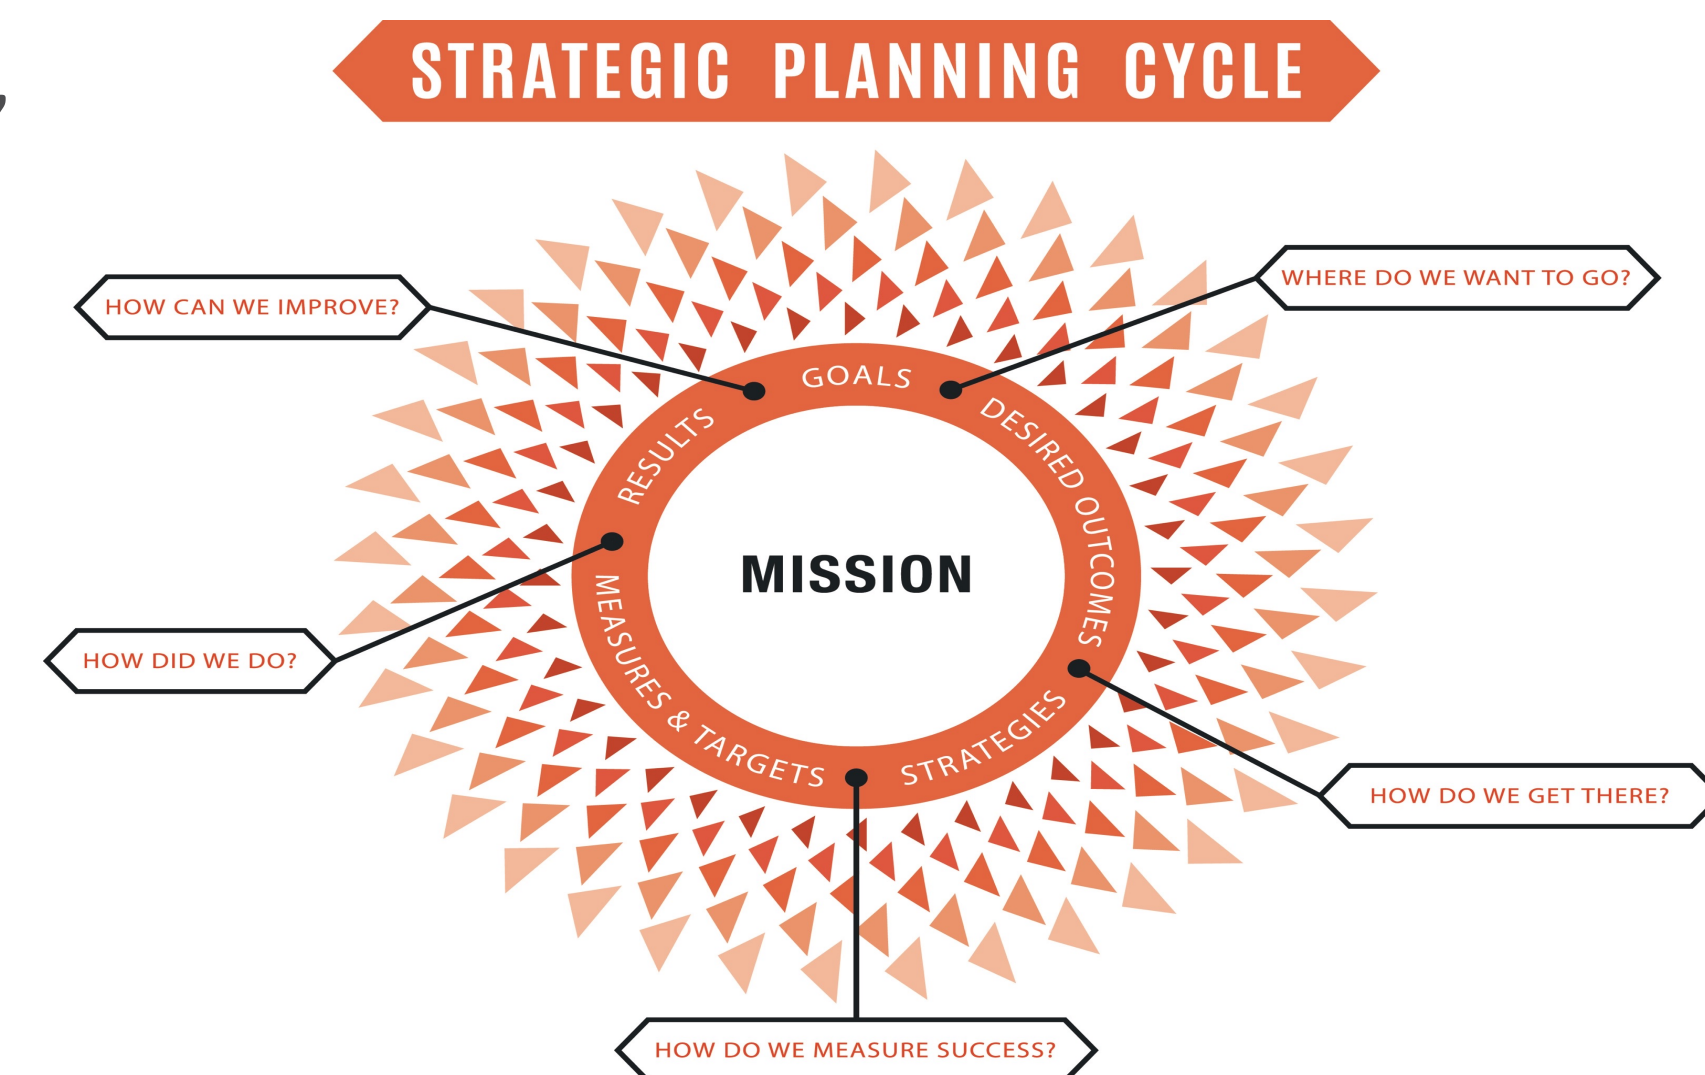 STRATEGIC PLANNING CYCLE
HOW CAN WE IMPROVE?
WHERE DO WE WANT TO GO?
GOALS
DESIRED OUTCOMES
RESULTS
MISSION
MEASURES & TARGETS
STRATEGIES
HOW DID WE DO?
HOW DO WE GET THERE?
HOW DO WE MEASURE SUCCESS?